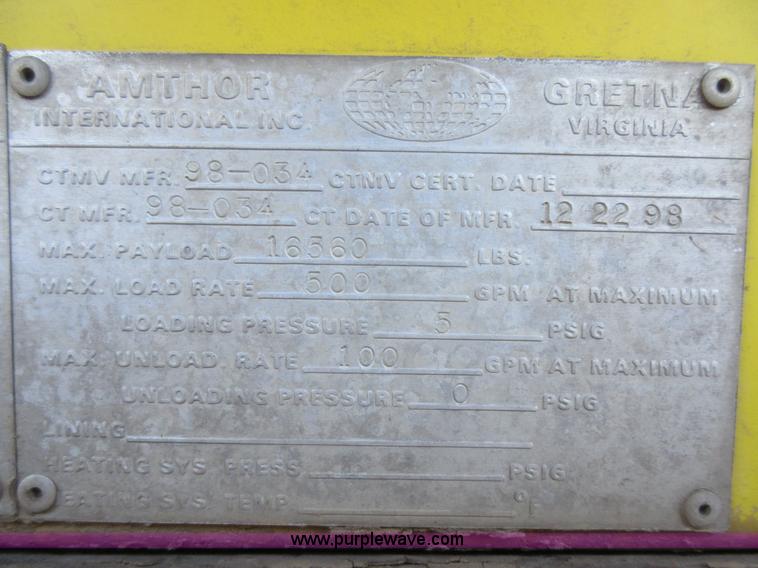 AMTHOR GRETNA
INTERNATIONAL INC. VIRGINIA
CTMV MFR. 98-034 CTMV CERT. DATE
CT MFR. 98-034 CT DATE OF MFR. 12 22 98
MAX. PAYLOAD 16560 LBS.
MAX. LOAD RATE 500 GPM AT MAXIMUM
LOADING PRESSURE 5 PSIG
MAX. UNLOAD. RATE 100 GPM AT MAXIMUM
UNLOADING PRESSURE 0 PSIG
LINING
HEATING SYS. PRESS. PSIG
HEATING SYS. TEMP. °F
www.purplewave.com